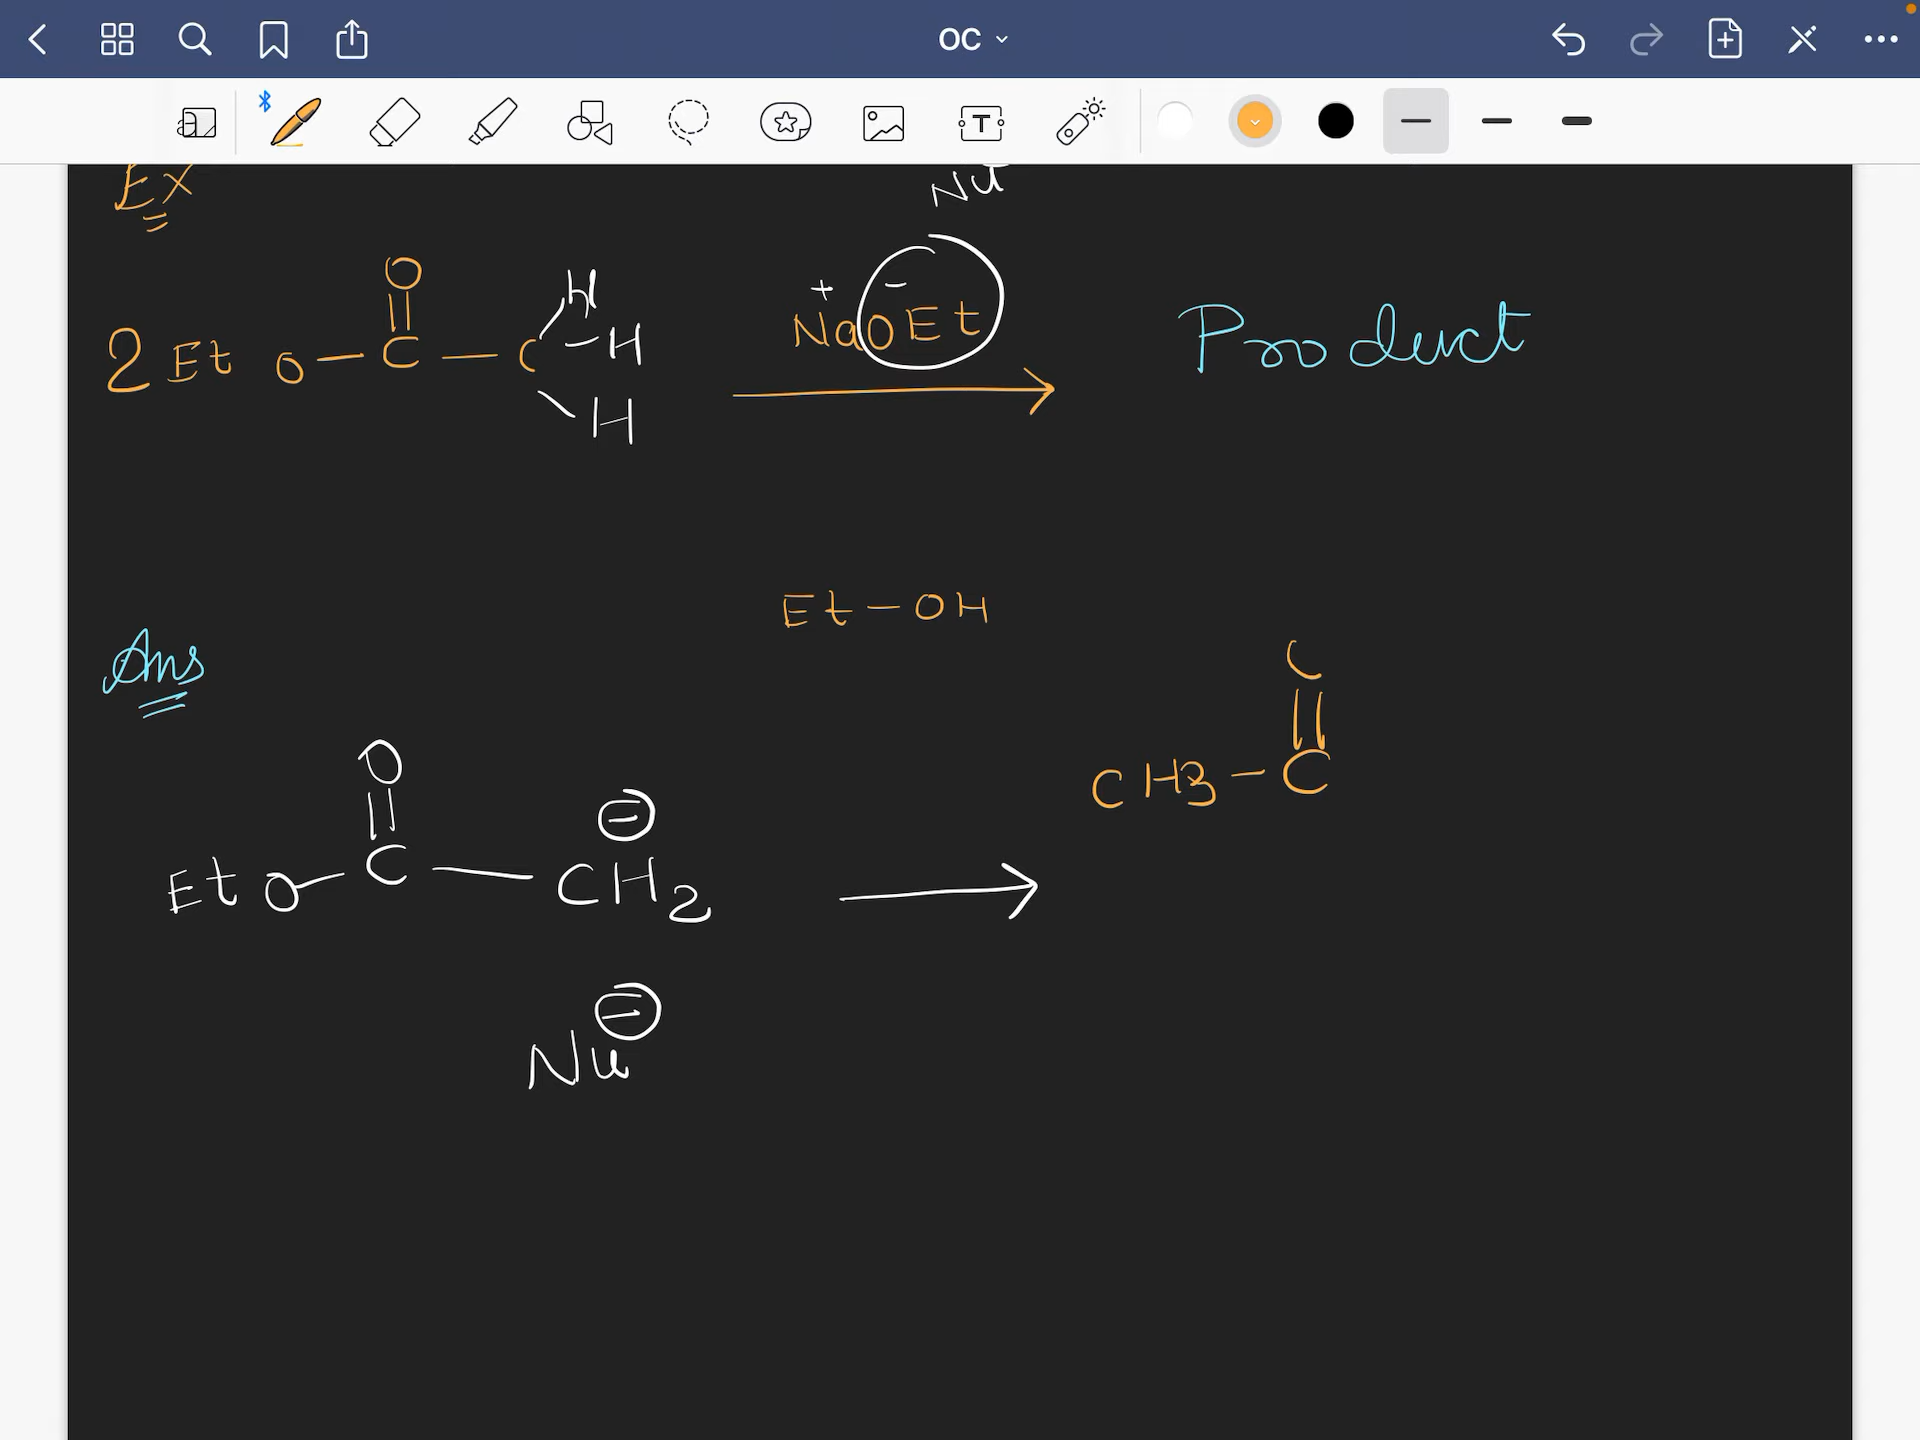 OC
Ex
Nu
O
||
2 Et O — C — C H
— H
H
+ −
NaOEt
Product
Et — OH
Ans
O
||
Et O — C — CH2
⊖
C
||
CH3 — C
⊖
Nu